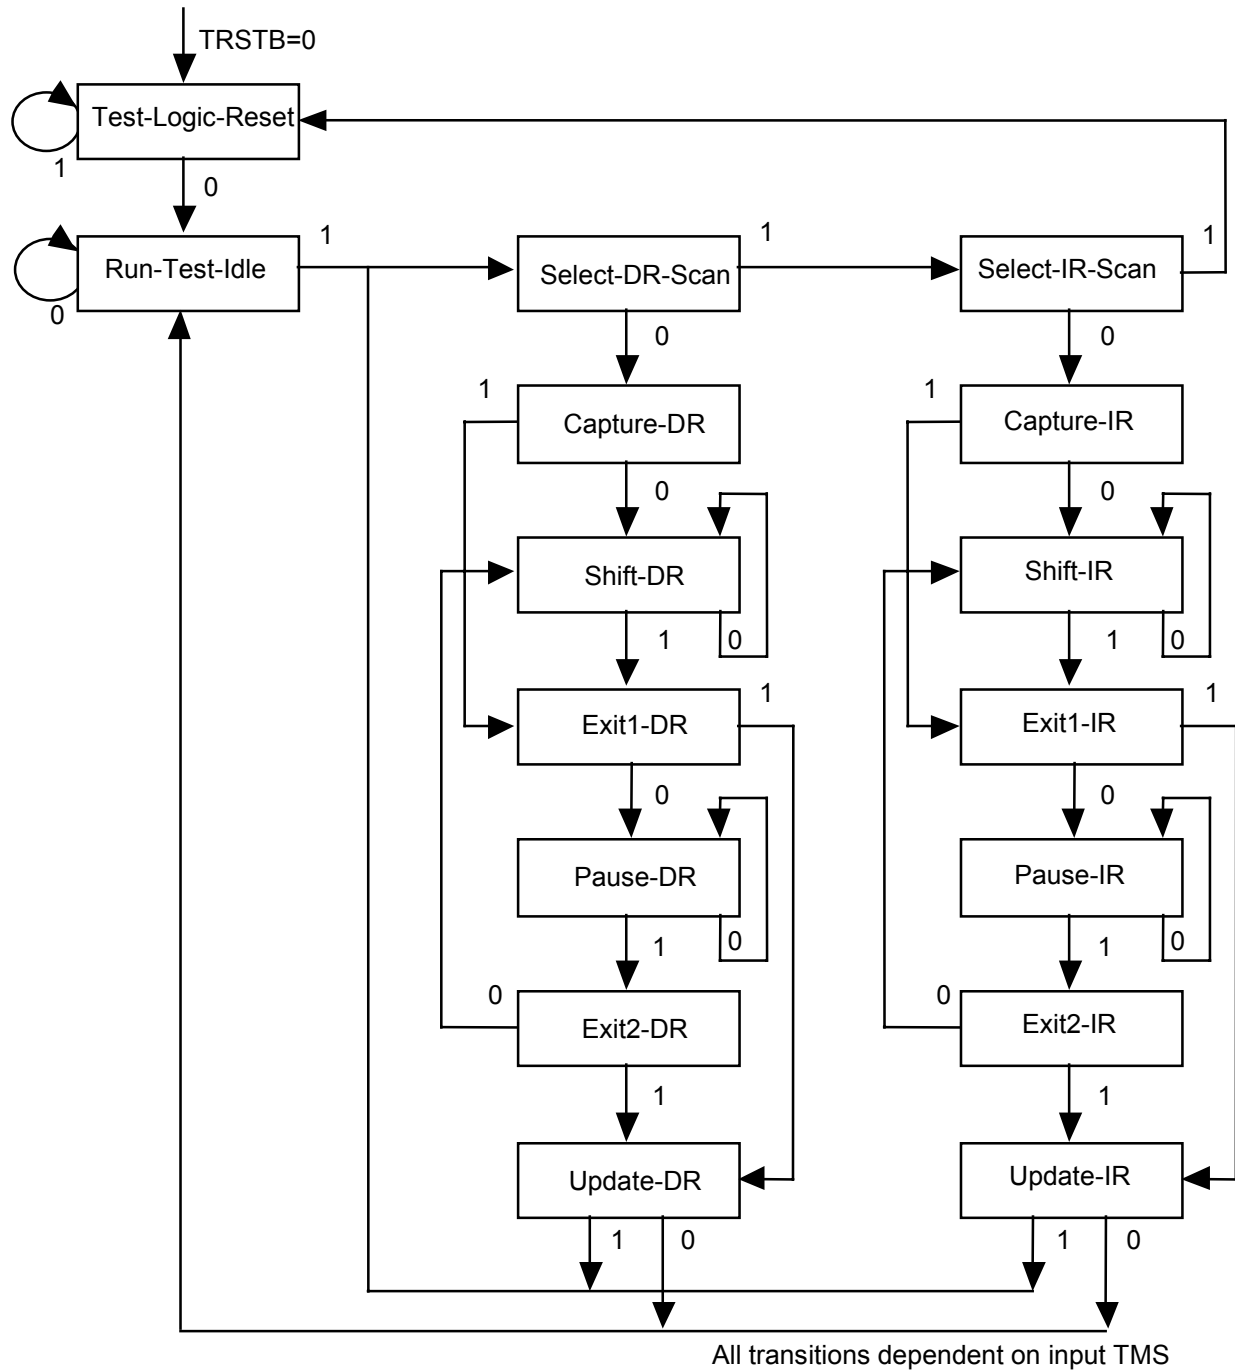 TRSTB=0
Test-Logic-Reset
1
0
Run-Test-Idle
1
0
Select-DR-Scan
1
Select-IR-Scan
1
0
0
1
Capture-DR
1
Capture-IR
0
0
Shift-DR
Shift-IR
1
0
1
0
Exit1-DR
1
Exit1-IR
1
0
0
Pause-DR
Pause-IR
1
0
1
0
0
Exit2-DR
0
Exit2-IR
1
1
Update-DR
Update-IR
1
0
1
0
All transitions dependent on input TMS